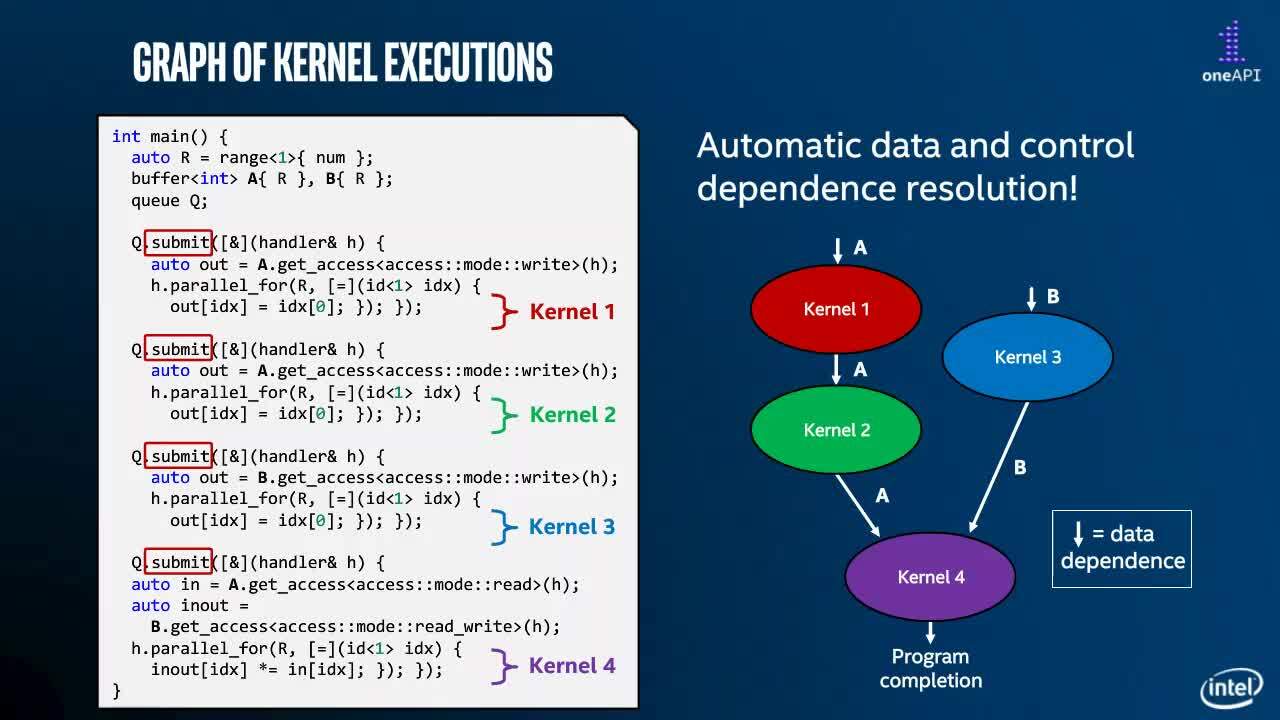 GRAPH OF KERNEL EXECUTIONS
1
oneAPI
int main() {
auto R = range<1>{ num };
buffer<int> A{ R }, B{ R };
queue Q;
Q.submit([&](handler& h) {
auto out = A.get_access<access::mode::write>(h);
h.parallel_for(R, [=](id<1> idx) {
out[idx] = idx[0]; }); });
Kernel 1
Q.submit([&](handler& h) {
auto out = A.get_access<access::mode::write>(h);
h.parallel_for(R, [=](id<1> idx) {
out[idx] = idx[0]; }); });
Kernel 2
Q.submit([&](handler& h) {
auto out = B.get_access<access::mode::write>(h);
h.parallel_for(R, [=](id<1> idx) {
out[idx] = idx[0]; }); });
Kernel 3
Q.submit([&](handler& h) {
auto in = A.get_access<access::mode::read>(h);
auto inout =
B.get_access<access::mode::read_write>(h);
h.parallel_for(R, [=](id<1> idx) {
inout[idx] *= in[idx]; }); });
Kernel 4
}
Automatic data and control
dependence resolution!
A
Kernel 1
B
Kernel 3
A
Kernel 2
A
B
Kernel 4
Program
completion
↓ = data
dependence
intel